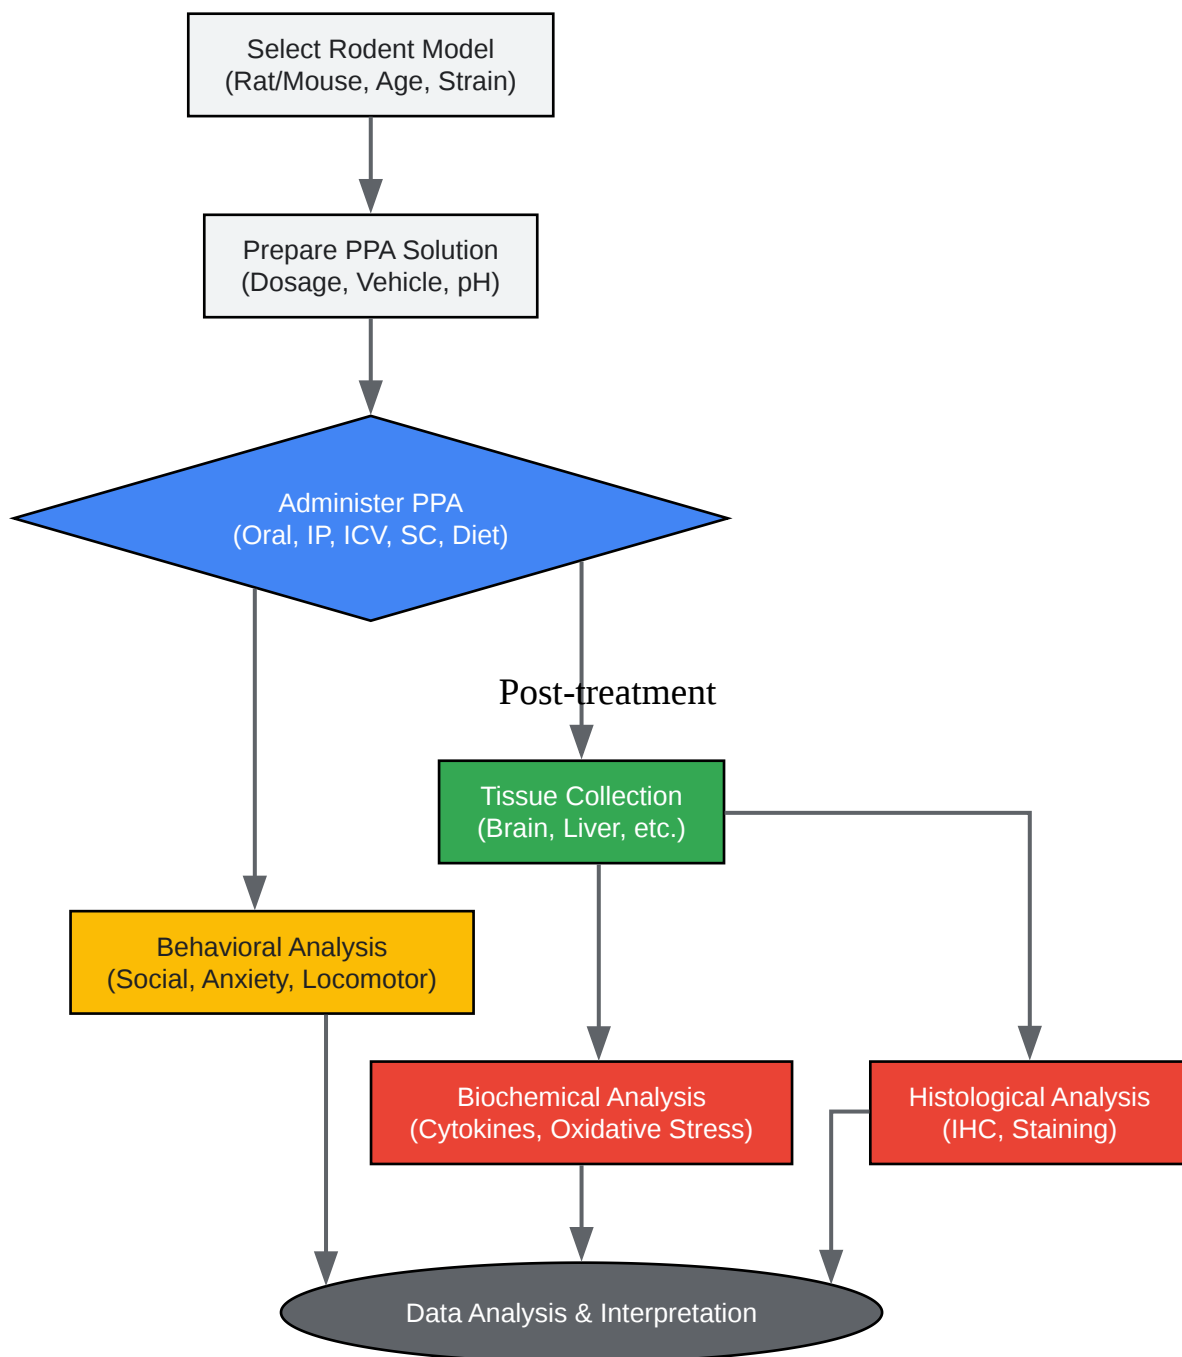 Select Rodent Model
(Rat/Mouse, Age, Strain)
Prepare PPA Solution
(Dosage, Vehicle, pH)
Administer PPA
(Oral, IP, ICV, SC, Diet)
Post-treatment
Tissue Collection
(Brain, Liver, etc.)
Behavioral Analysis
(Social, Anxiety, Locomotor)
Biochemical Analysis
(Cytokines, Oxidative Stress)
Histological Analysis
(IHC, Staining)
Data Analysis & Interpretation